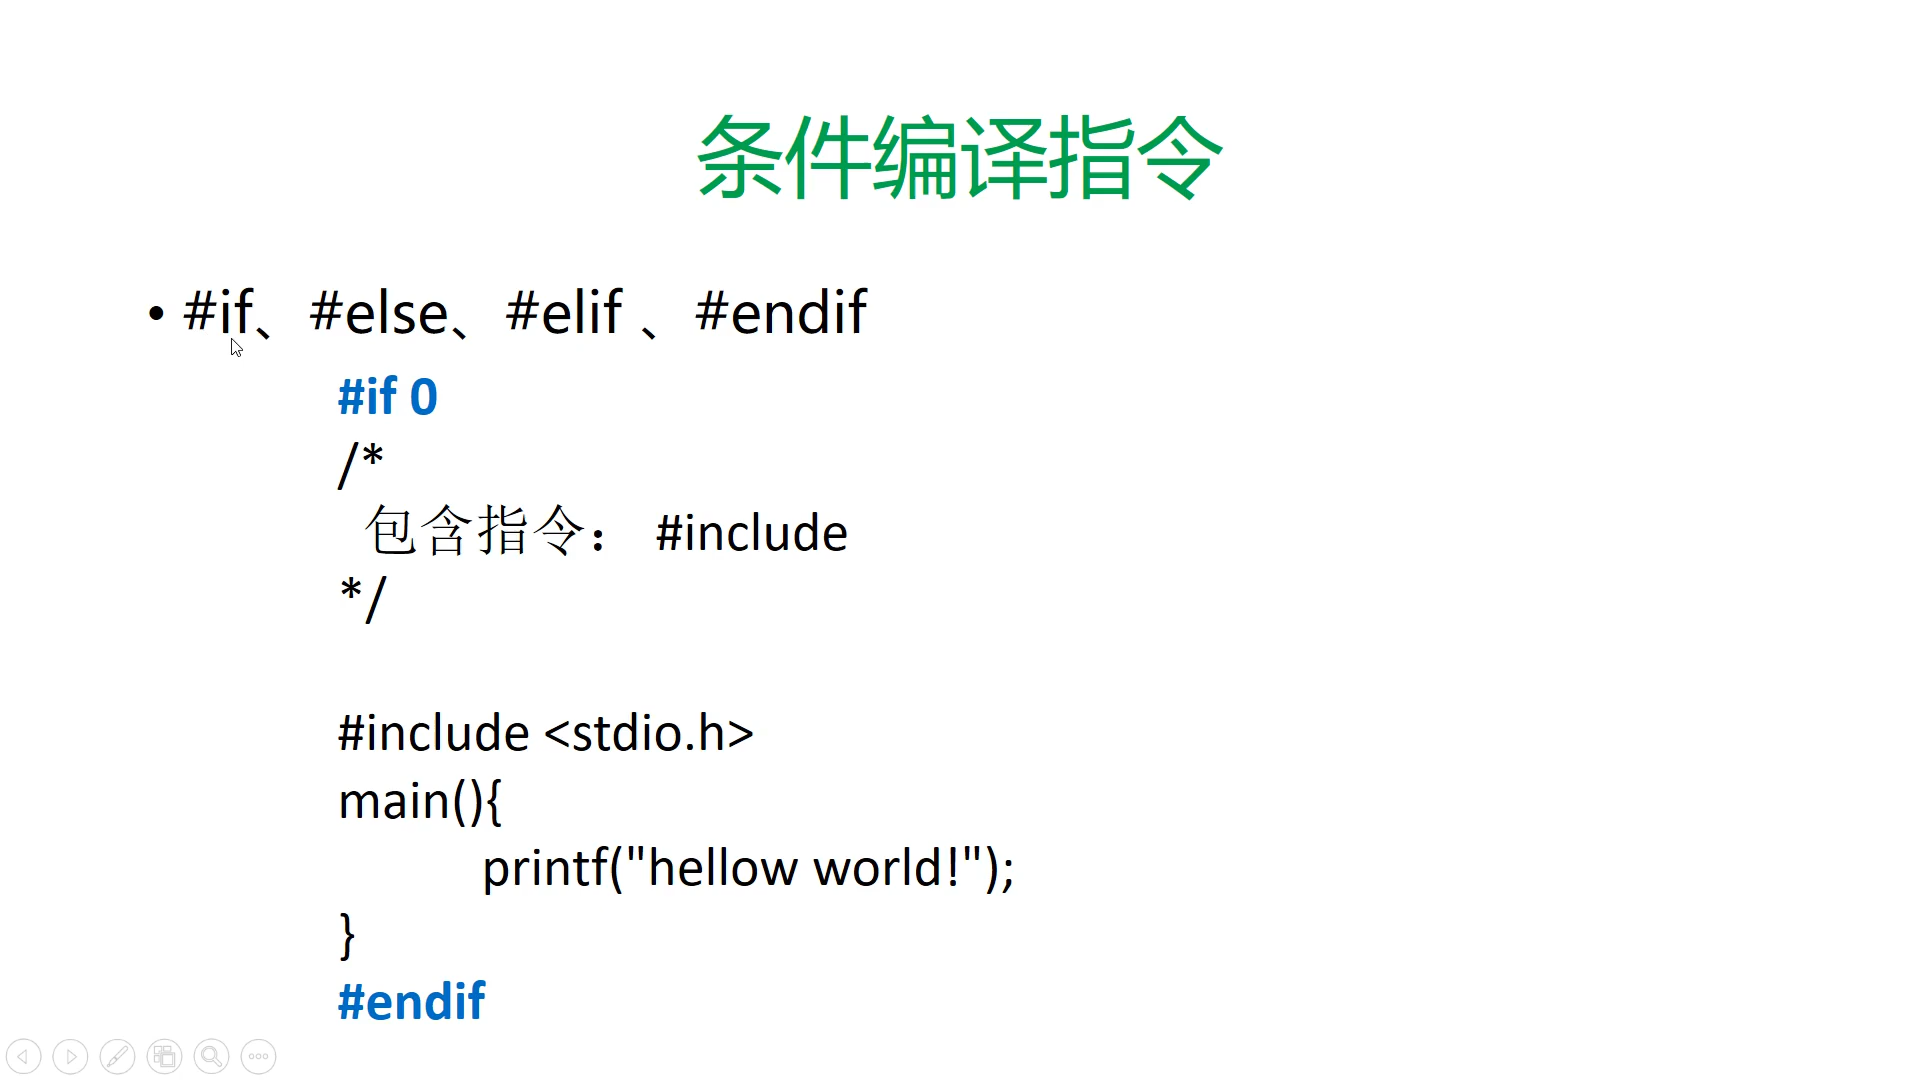 条件编译指令
• #if、#else、#elif 、#endif
#if 0
/*
包含指令： #include
*/
#include <stdio.h>
main(){
printf("hellow world!");
}
#endif